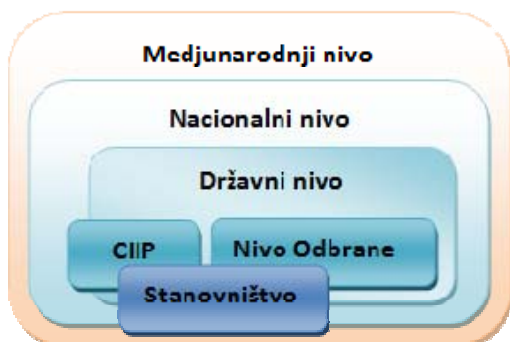 Medjunarodnji nivo
Nacionalni nivo
Državni nivo
CIIP
Nivo Odbrane
Stanovništvo